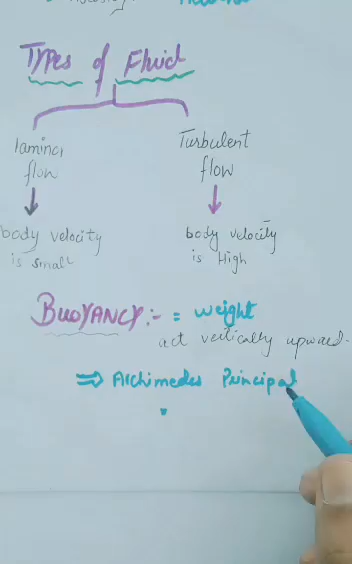 Types of Fluid
laminar
flow
Turbulent
flow
body velocity
is small
body velocity
is High
BUOYANCY:- = weight
act vertically upward.
⇒ Archimedes Principal